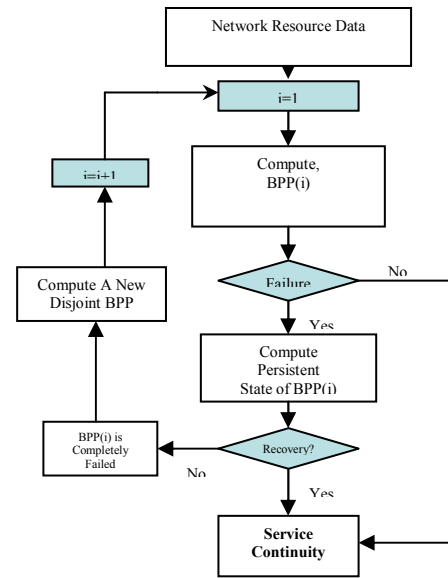 Network Resource Data
i=1
i=i+1
Compute,
BPP(i)
Failure
No
Yes
Compute A New
Disjoint BPP
Compute
Persistent
State of BPP(i)
BPP(i) is
Completely
Failed
Recovery?
No
Yes
Service
Continuity